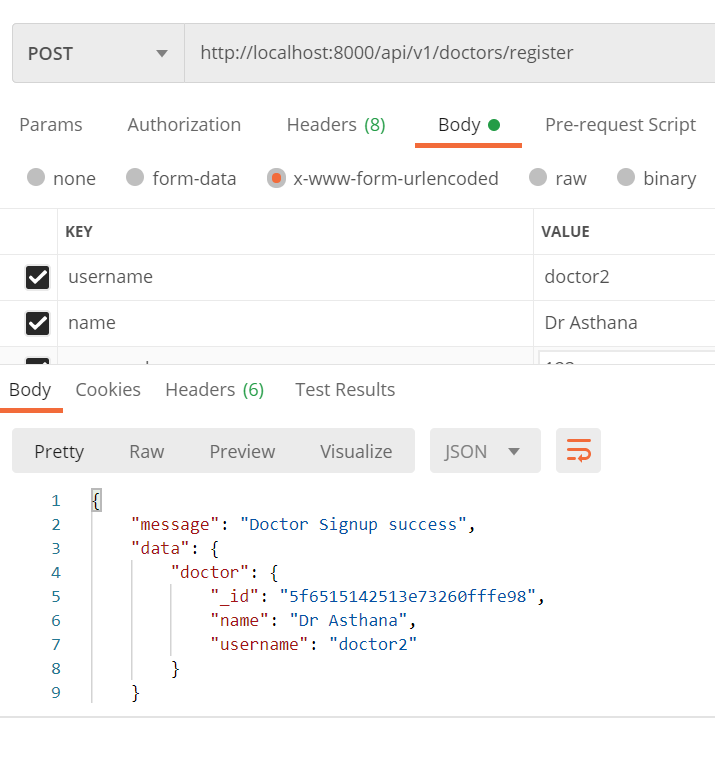 POST http://localhost:8000/api/v1/doctors/register
Params Authorization Headers (8) Body Pre-request Script
none form-data x-www-form-urlencoded raw binary
KEY VALUE
username doctor2
name Dr Asthana
Body Cookies Headers (6) Test Results
Pretty Raw Preview Visualize JSON
1 {
2 "message": "Doctor Signup success",
3 "data": {
4 "doctor": {
5 "_id": "5f6515142513e73260fffe98",
6 "name": "Dr Asthana",
7 "username": "doctor2"
8 }
9 }